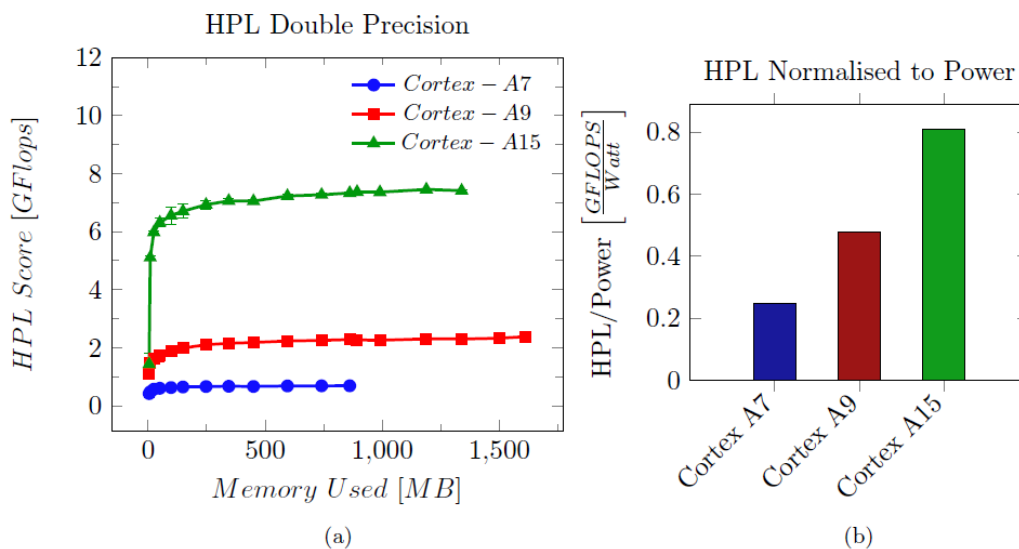 HPL Double Precision
HPL Score [GFlops]
12
10
8
6
4
2
0
Cortex − A7
Cortex − A9
Cortex − A15
0
500
1,000
1,500
Memory Used [MB]
(a)
HPL Normalised to Power
HPL/Power [GFLOPS/Watt]
0.8
0.6
0.4
0.2
0
Cortex A7
Cortex A9
Cortex A15
(b)